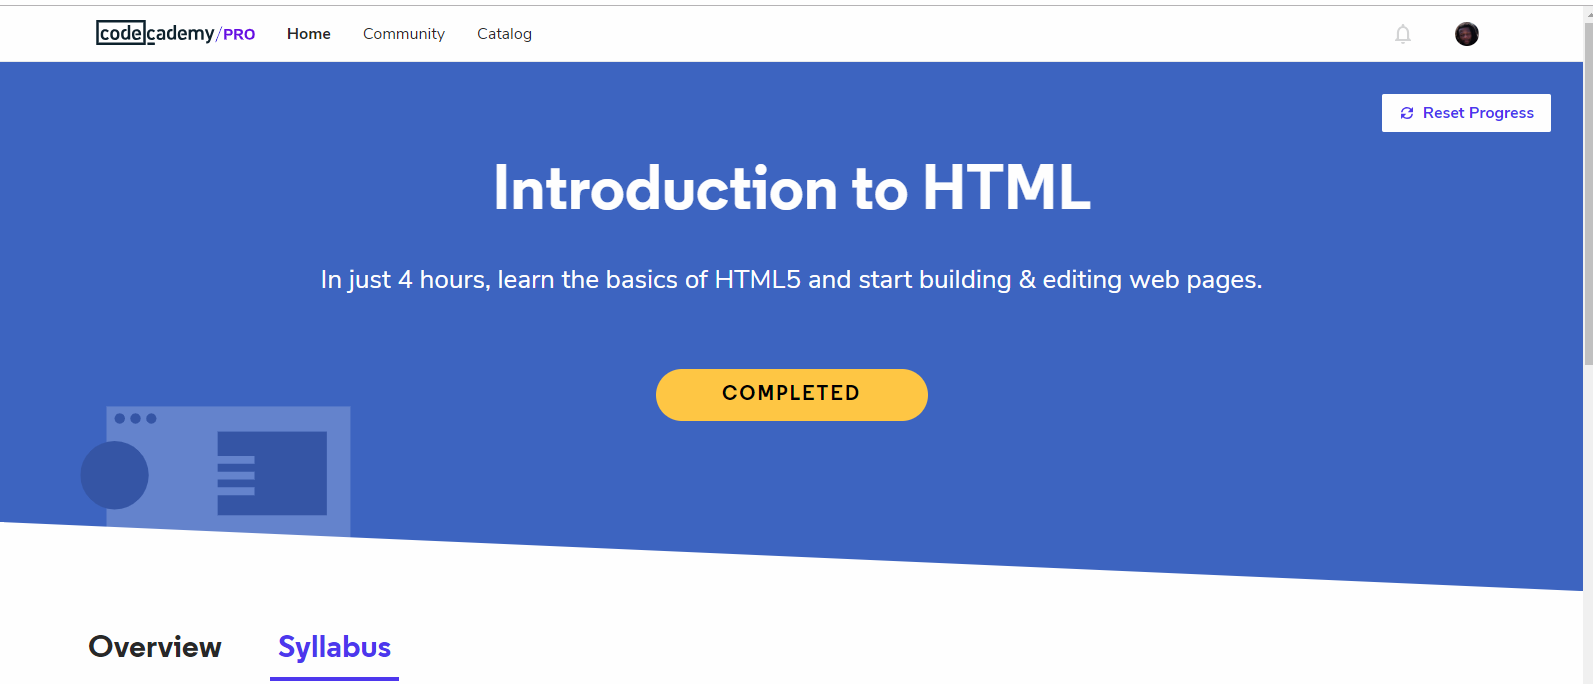 codecademy/PRO Home Community Catalog
Reset Progress
Introduction to HTML
In just 4 hours, learn the basics of HTML5 and start building & editing web pages.
COMPLETED
Overview Syllabus